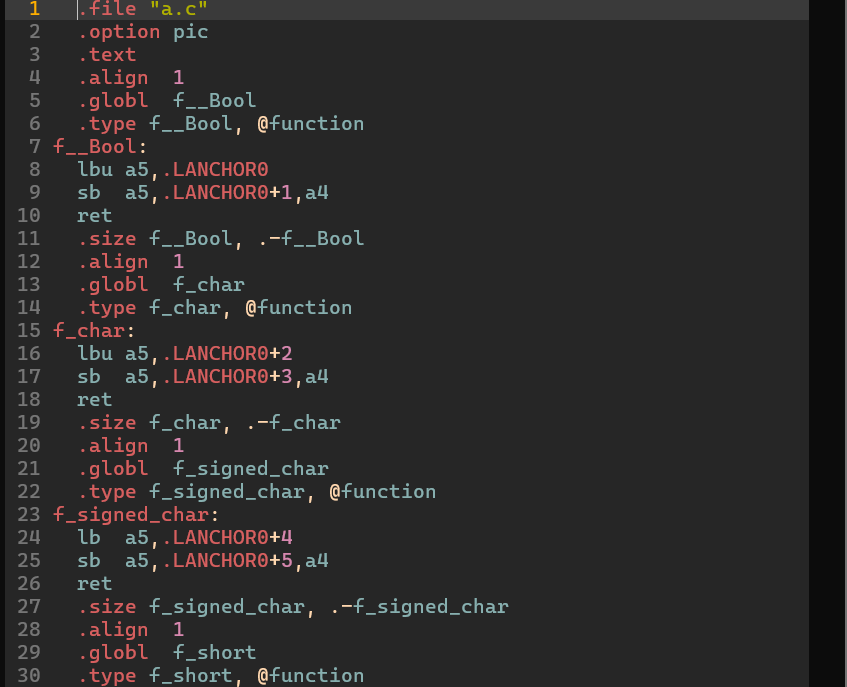 1 .file "a.c"
2 .option pic
3 .text
4 .align 1
5 .globl f__Bool
6 .type f__Bool, @function
7 f__Bool:
8 lbu a5,.LANCHOR0
9 sb a5,.LANCHOR0+1,a4
10 ret
11 .size f__Bool, .-f__Bool
12 .align 1
13 .globl f_char
14 .type f_char, @function
15 f_char:
16 lbu a5,.LANCHOR0+2
17 sb a5,.LANCHOR0+3,a4
18 ret
19 .size f_char, .-f_char
20 .align 1
21 .globl f_signed_char
22 .type f_signed_char, @function
23 f_signed_char:
24 lb a5,.LANCHOR0+4
25 sb a5,.LANCHOR0+5,a4
26 ret
27 .size f_signed_char, .-f_signed_char
28 .align 1
29 .globl f_short
30 .type f_short, @function